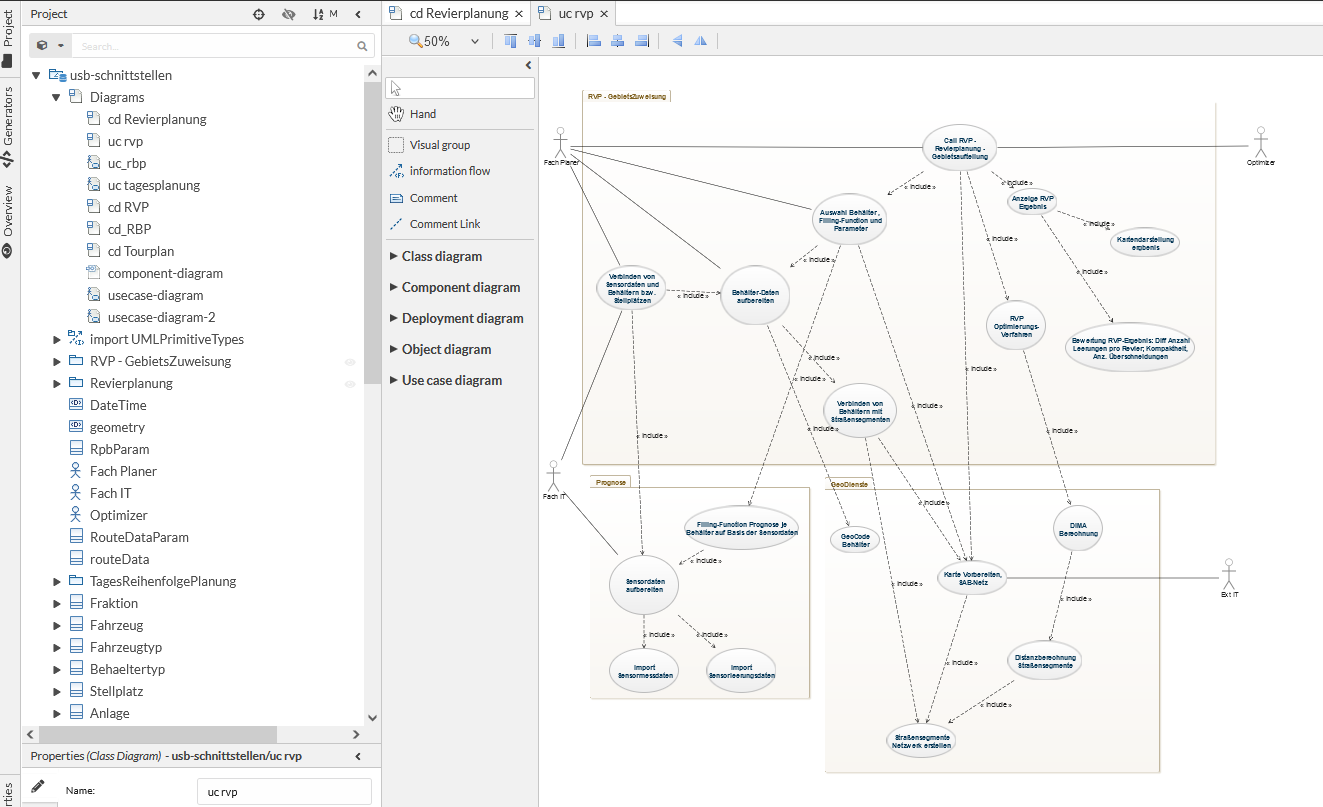 Project
Generators
Overview
rties
Project
M
Search...
usb-schnittstellen
Diagrams
cd Revierplanung
uc rvp
uc_rbp
uc tagesplanung
cd RVP
cd_RBP
cd Tourplan
component-diagram
usecase-diagram
usecase-diagram-2
import UMLPrimitiveTypes
RVP - GebietsZuweisung
Revierplanung
DateTime
geometry
RpbParam
Fach Planer
Fach IT
Optimizer
RouteDataParam
routeData
TagesReihenfolgePlanung
Fraktion
Fahrzeug
Fahrzeugtyp
Behaeltertyp
Stellplatz
Anlage
Properties (Class Diagram) - usb-schnittstellen/uc rvp
Name:
uc rvp
cd Revierplanung
uc rvp
50%
Hand
Visual group
information flow
Comment
Comment Link
Class diagram
Component diagram
Deployment diagram
Object diagram
Use case diagram
RVP - GebietsZuweisung
Fach Planer
Call RVP -
Revierplanung -
Gebietsaufteilung
Optimizer
« include »
« include »
Anzeige RVP
Ergebnis
Auswahl Behälter,
Filling-Function und
Parameter
« include »
« include »
Kartendarstellung
ergbenis
« include »
« include »
Verbinden von
Sensordaten und
Behältern bzw.
Stellplätzen
« include »
Behälter-Daten
aufbereiten
RVP
Optimierungs-
Verfahren
Bewertung RVP-Ergebnis: Diff Anzahl
Leerungen pro Revier; Kompaktheit,
Anz. Überschneidungen
« include »
« include »
« include »
Verbinden von
Behältern mit
Straßensegmenten
« include »
« include »
« include »
« include »
Fach IT
Prognose
GeoDienste
« include »
Filling-Function Prognose je
Behälter auf Basis der Sensordaten
GeoCode
Behälter
DIMA
Berechnung
« include »
Sensordaten
aufbereiten
Karte Vorbereiten,
SAB-Netz
« include »
Ext IT
« include »
« include »
« include »
Import
Sensormessdaten
Import
Sensorleerungsdaten
« include »
Distanzberechnung
Straßensegmente
« include »
Straßensegmente
Netzwerk erstellen